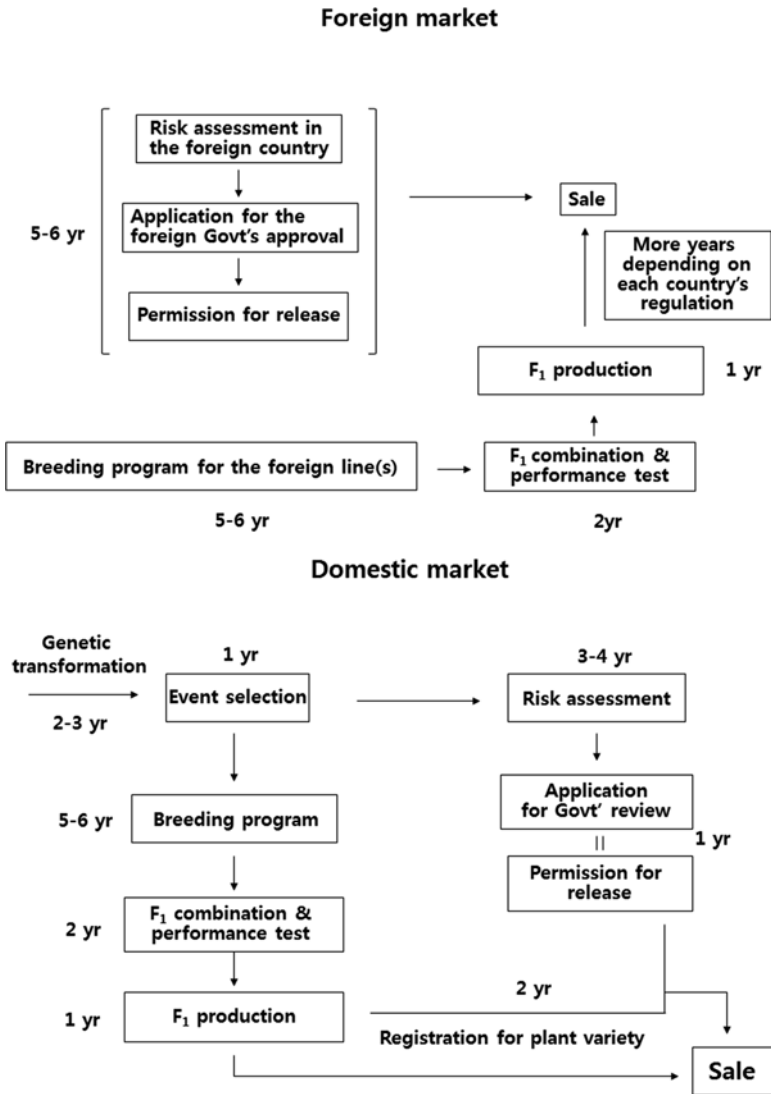 Foreign market
Risk assessment in
the foreign country
5-6 yr
Application for the
foreign Govt's approval
Permission for release
Sale
More years
depending on
each country's
regulation
F₁ production
1 yr
Breeding program for the foreign line(s)
5-6 yr
F₁ combination &
performance test
2yr
Domestic market
Genetic
transformation
2-3 yr
1 yr
Event selection
3-4 yr
Risk assessment
5-6 yr
Breeding program
Application
for Govt' review
1 yr
Permission for
release
2 yr
F₁ combination &
performance test
1 yr
F₁ production
2 yr
Registration for plant variety
Sale